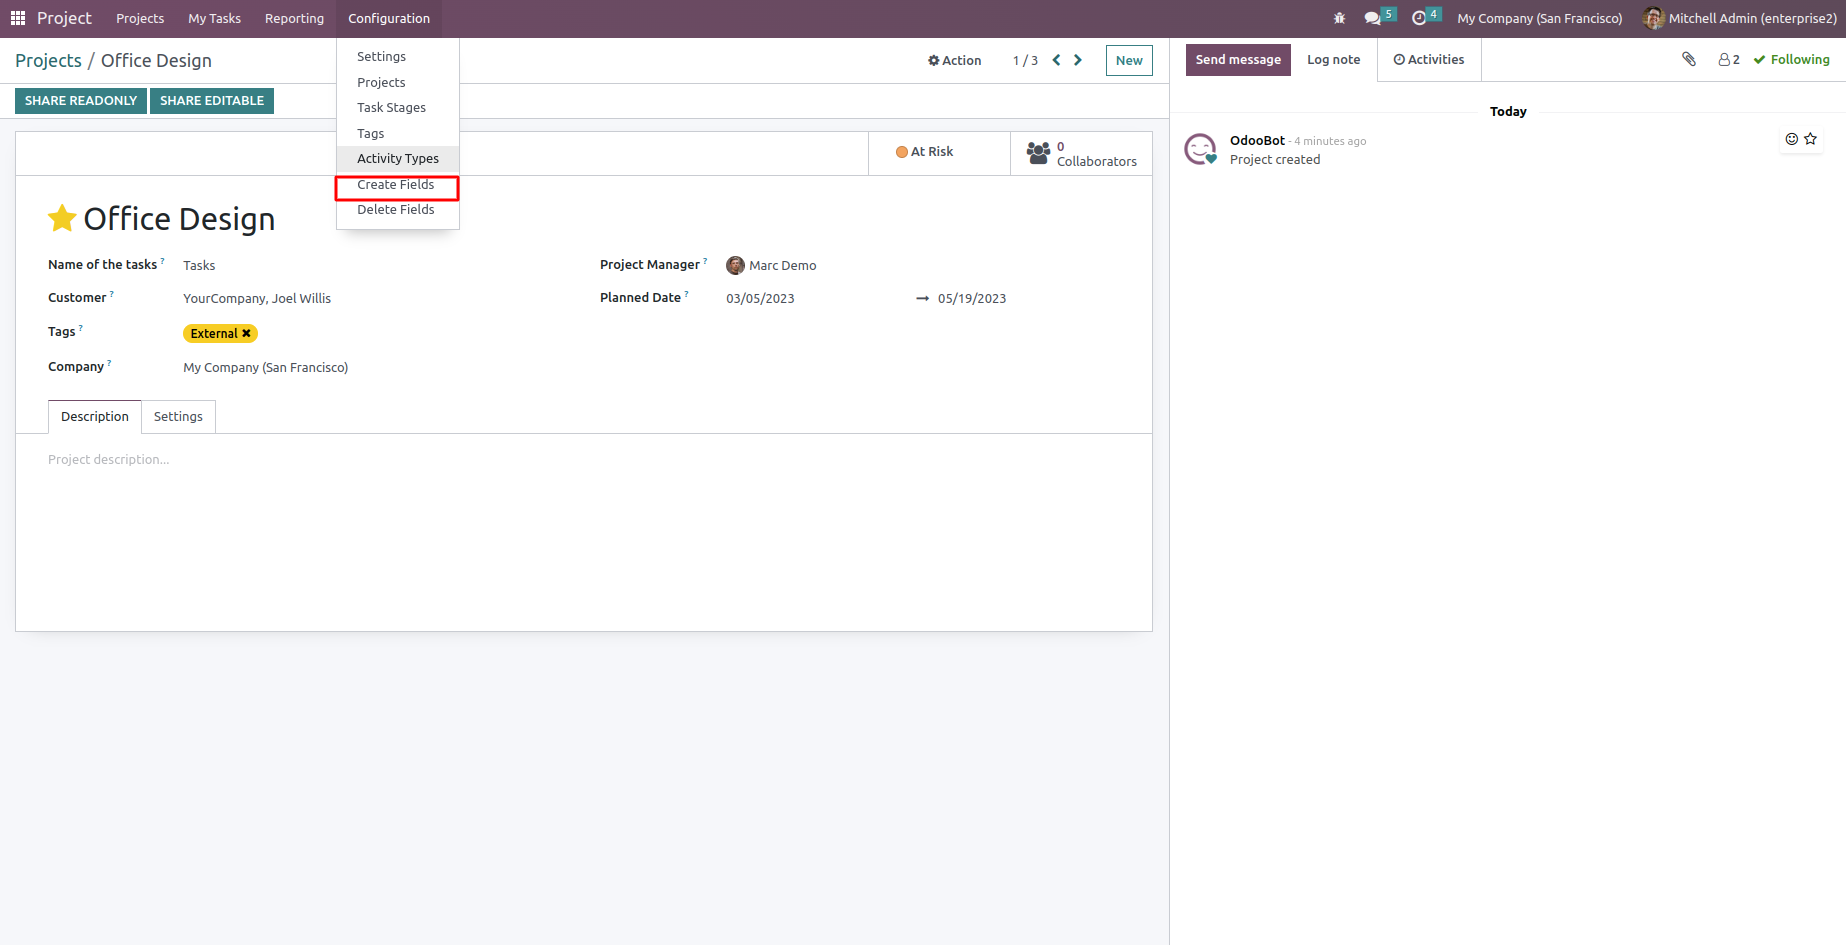 Project Projects My Tasks Reporting Configuration 5 4 My Company (San Francisco) Mitchell Admin (enterprise2)
Projects / Office Design Action 1 / 3 New
SHARE READONLY SHARE EDITABLE
Settings
Projects
Task Stages
Tags
Activity Types
Create Fields
Delete Fields
At Risk
0
Collaborators
Office Design
Name of the tasks ? Tasks
Customer ? YourCompany, Joel Willis
Tags ? External
Company ? My Company (San Francisco)
Project Manager ? Marc Demo
Planned Date ? 03/05/2023 → 05/19/2023
Description Settings
Project description...
Send message Log note Activities 2 Following
Today
OdooBot - 4 minutes ago
Project created